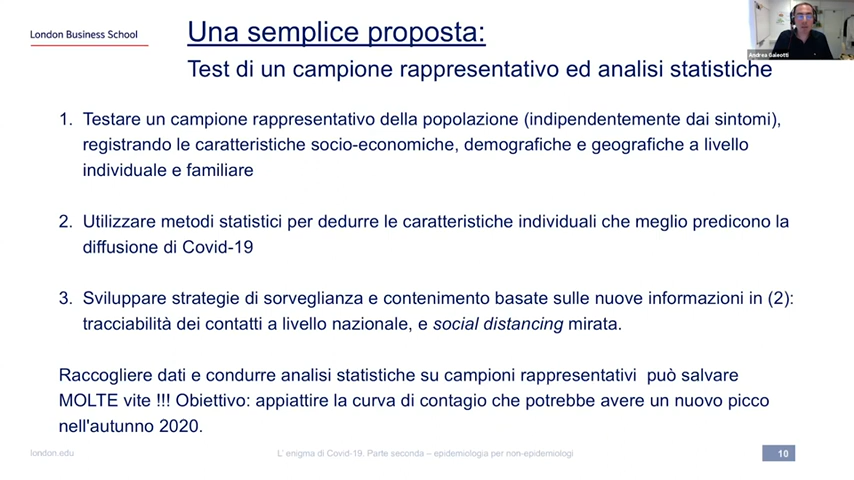 London Business School
Una semplice proposta:
Test di un campione rappresentativo ed analisi statistiche
Andrea Galeotti
1. Testare un campione rappresentativo della popolazione (indipendentemente dai sintomi),
registrando le caratteristiche socio-economiche, demografiche e geografiche a livello
individuale e familiare
2. Utilizzare metodi statistici per dedurre le caratteristiche individuali che meglio predicono la
diffusione di Covid-19
3. Sviluppare strategie di sorveglianza e contenimento basate sulle nuove informazioni in (2):
tracciabilità dei contatti a livello nazionale, e social distancing mirata.
Raccogliere dati e condurre analisi statistiche su campioni rappresentativi può salvare
MOLTE vite !!! Obiettivo: appiattire la curva di contagio che potrebbe avere un nuovo picco
nell'autunno 2020.
london.edu
L' enigma di Covid-19. Parte seconda – epidemiologia per non-epidemiologi
10